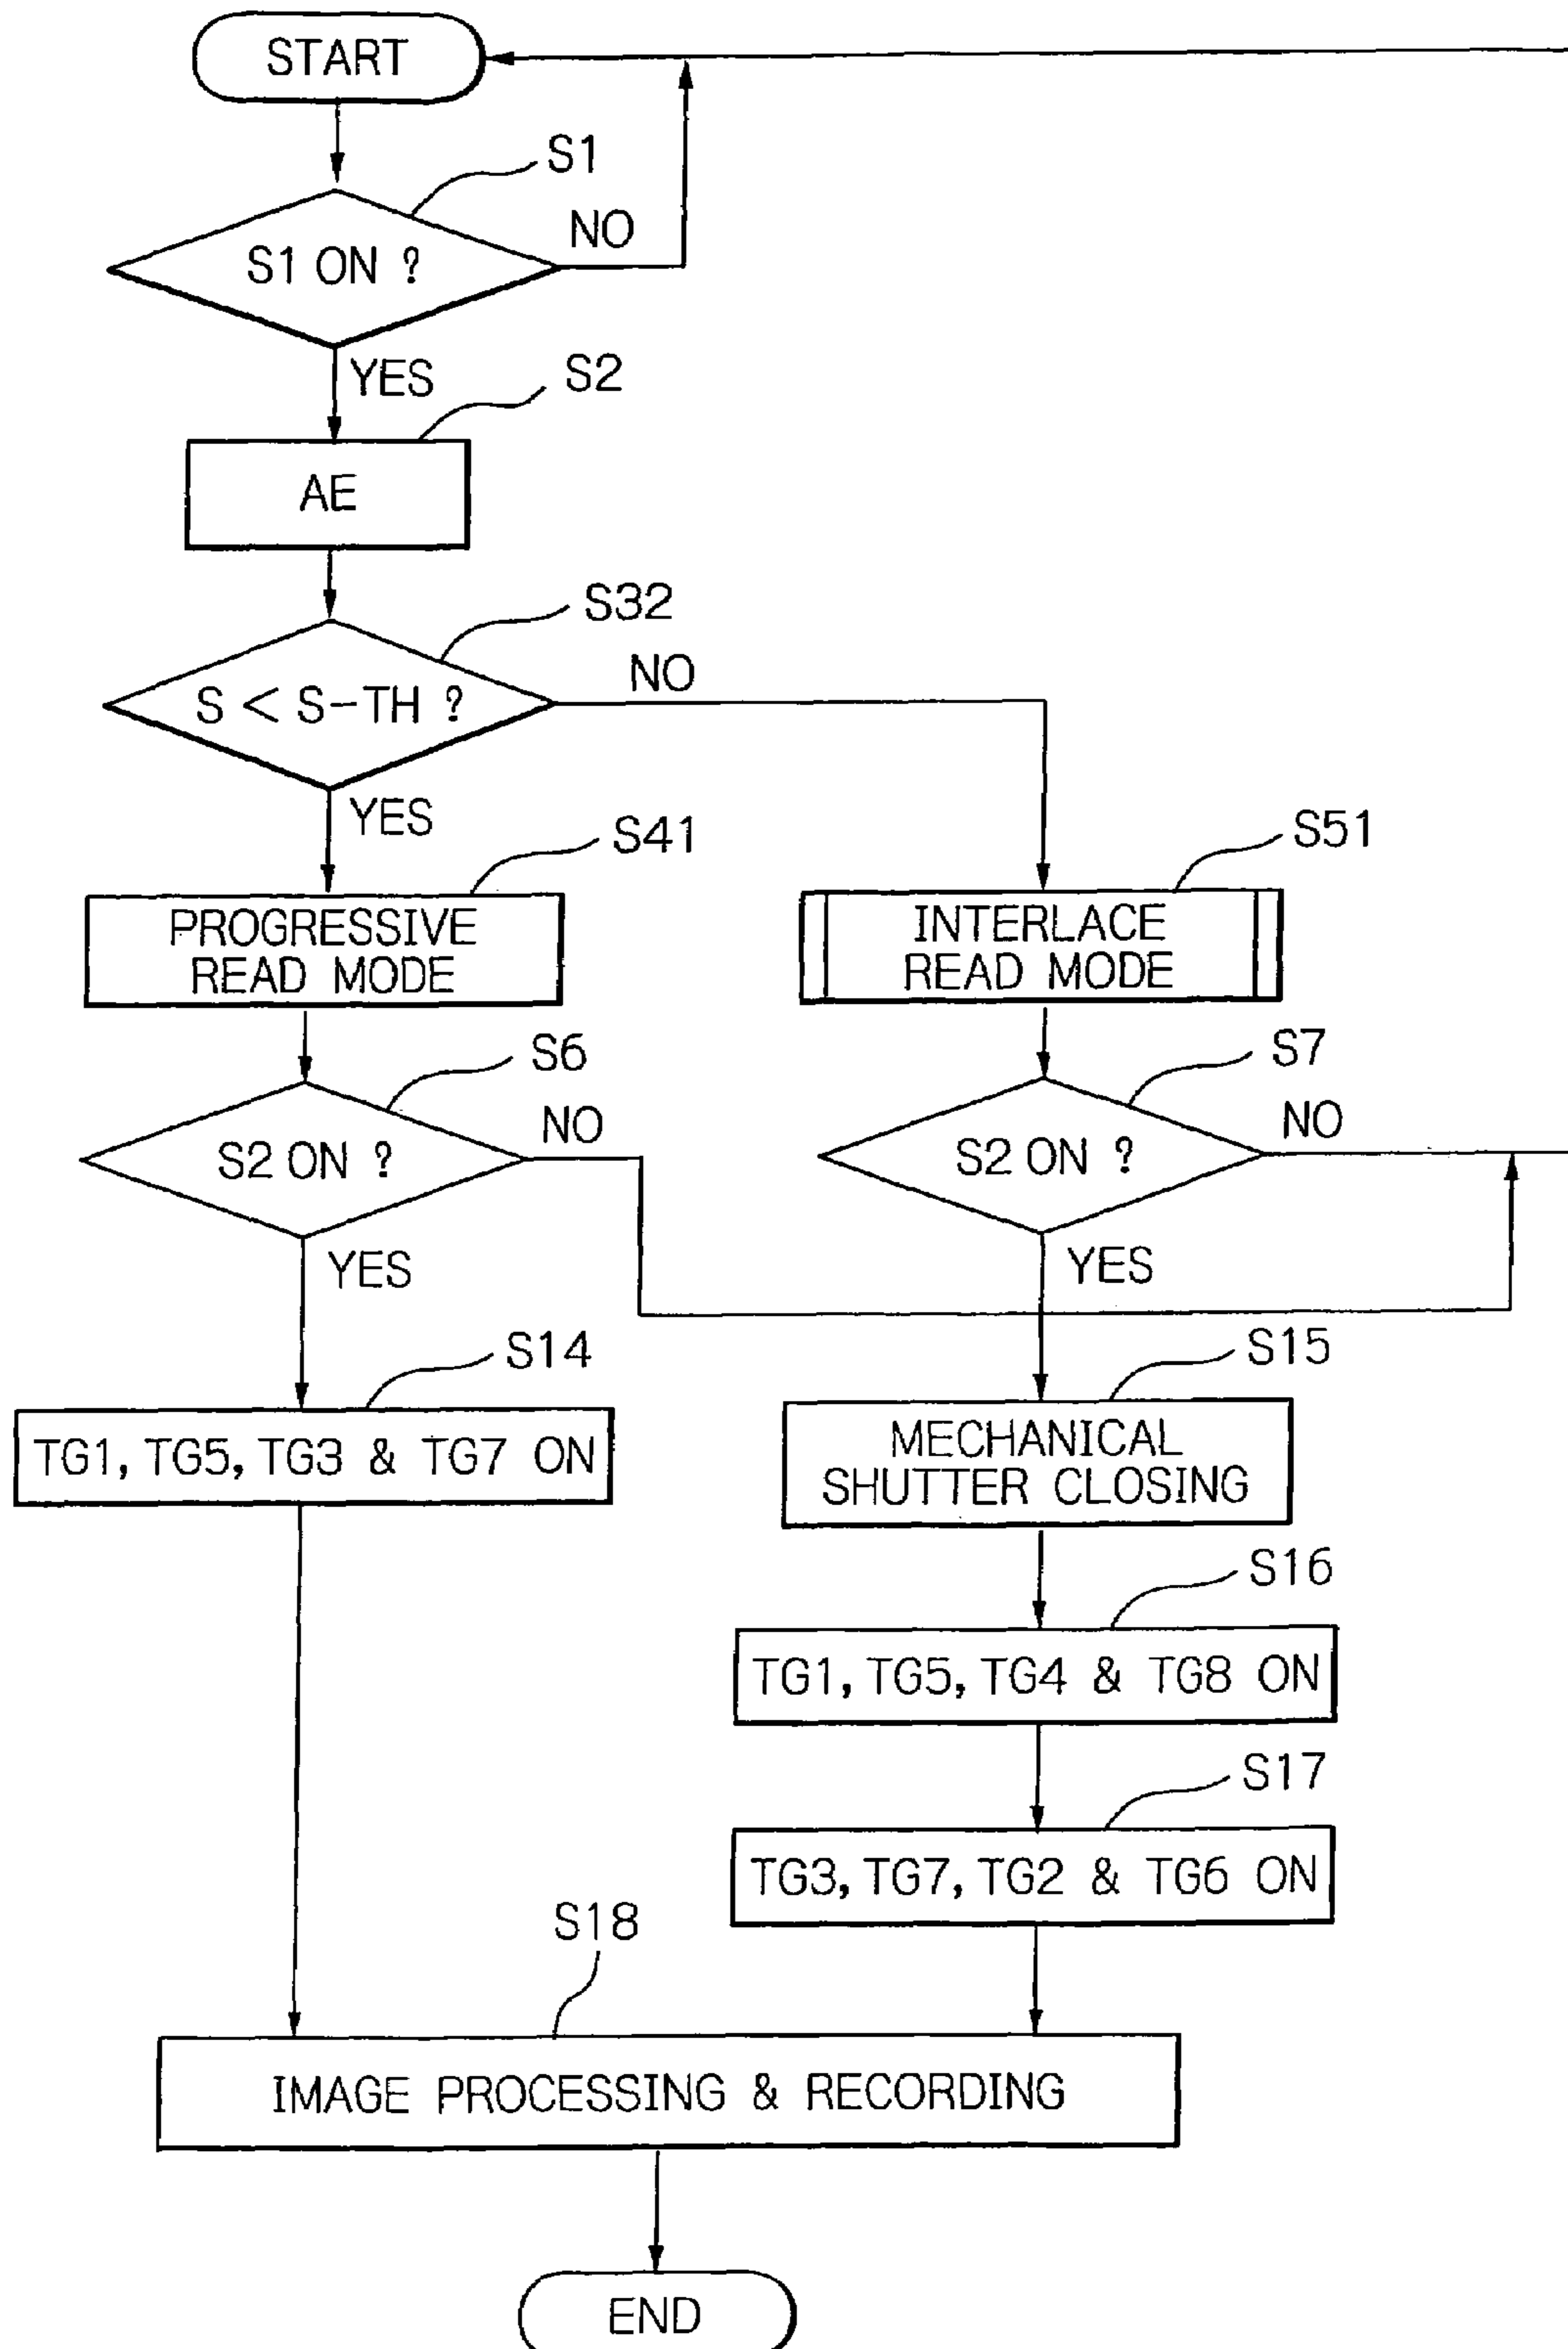 START
S1
S1 ON ?
NO
YES
S2
AE
S32
S < S-TH ?
NO
YES
S41
PROGRESSIVE
READ MODE
S51
INTERLACE
READ MODE
S6
S2 ON ?
NO
YES
S7
S2 ON ?
NO
YES
S14
TG1, TG5, TG3 & TG7 ON
S15
MECHANICAL
SHUTTER CLOSING
S16
TG1, TG5, TG4 & TG8 ON
S17
TG3, TG7, TG2 & TG6 ON
S18
IMAGE PROCESSING & RECORDING
END